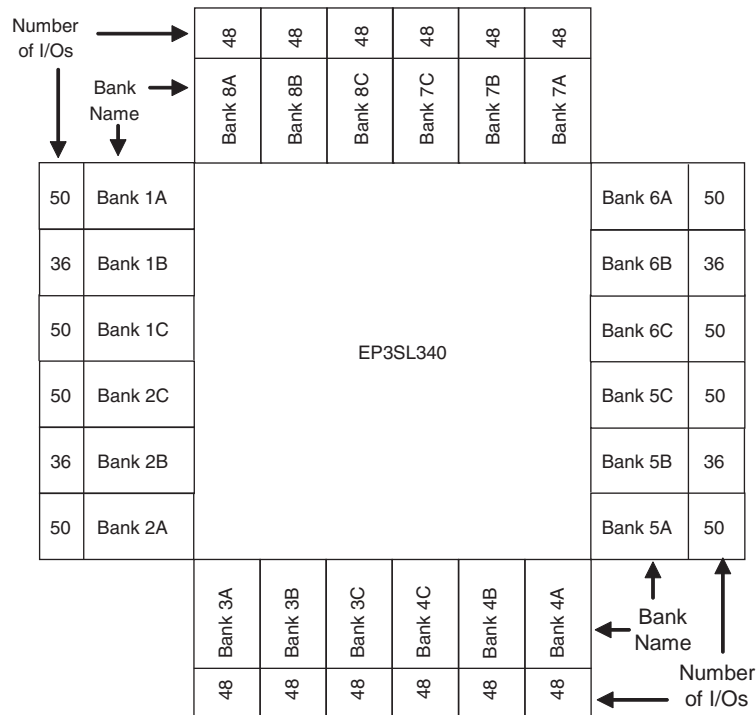 Number
of I/Os
48 48 48 48 48 48
Bank
Name
Bank 8A Bank 8B Bank 8C Bank 7C Bank 7B Bank 7A
50 Bank 1A
Bank 6A 50
36 Bank 1B
Bank 6B 36
50 Bank 1C
Bank 6C 50
EP3SL340
50 Bank 2C
Bank 5C 50
36 Bank 2B
Bank 5B 36
50 Bank 2A
Bank 5A 50
Bank 3A Bank 3B Bank 3C Bank 4C Bank 4B Bank 4A
Bank
Name
48 48 48 48 48 48
Number
of I/Os